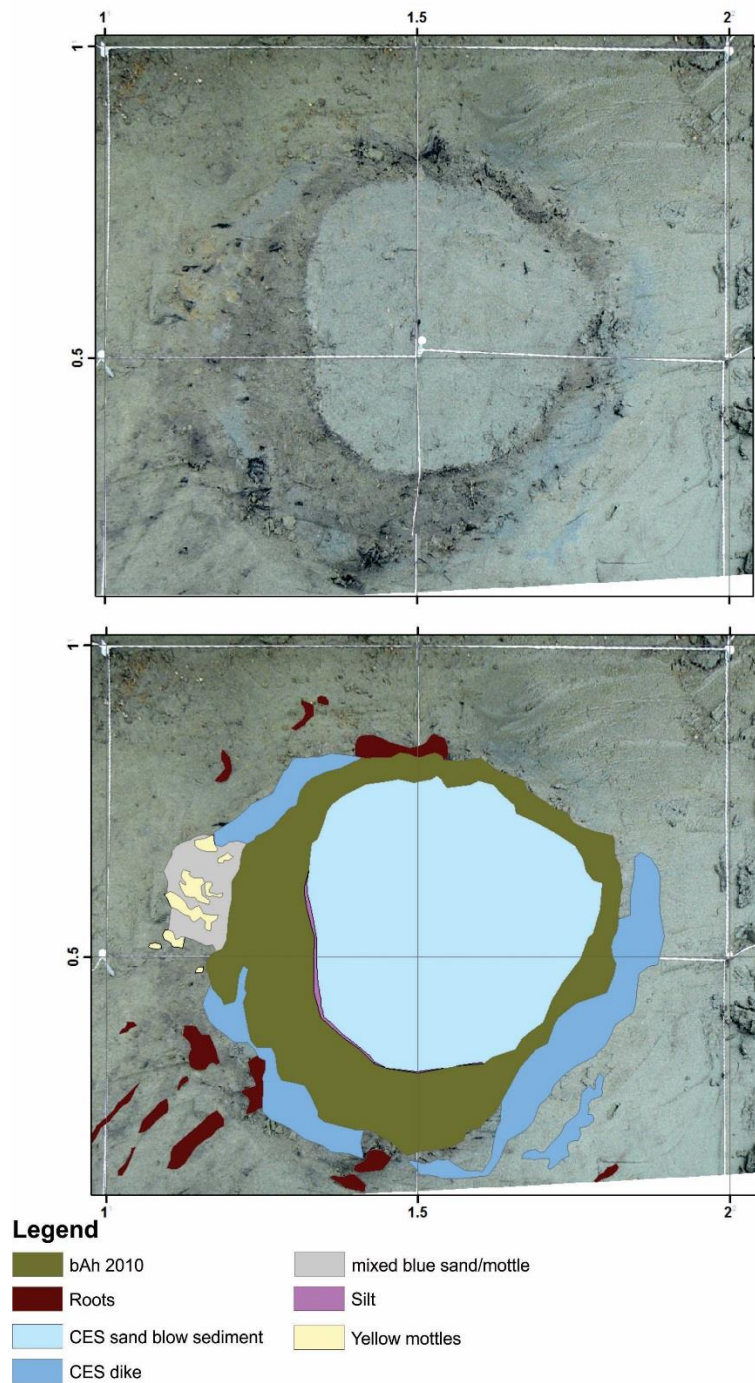 1 1.5 2
1
0.5
1 1.5 2
1
0.5
1 1.5 2
Legend
bAh 2010 mixed blue sand/mottle
Roots Silt
CES sand blow sediment Yellow mottles
CES dike